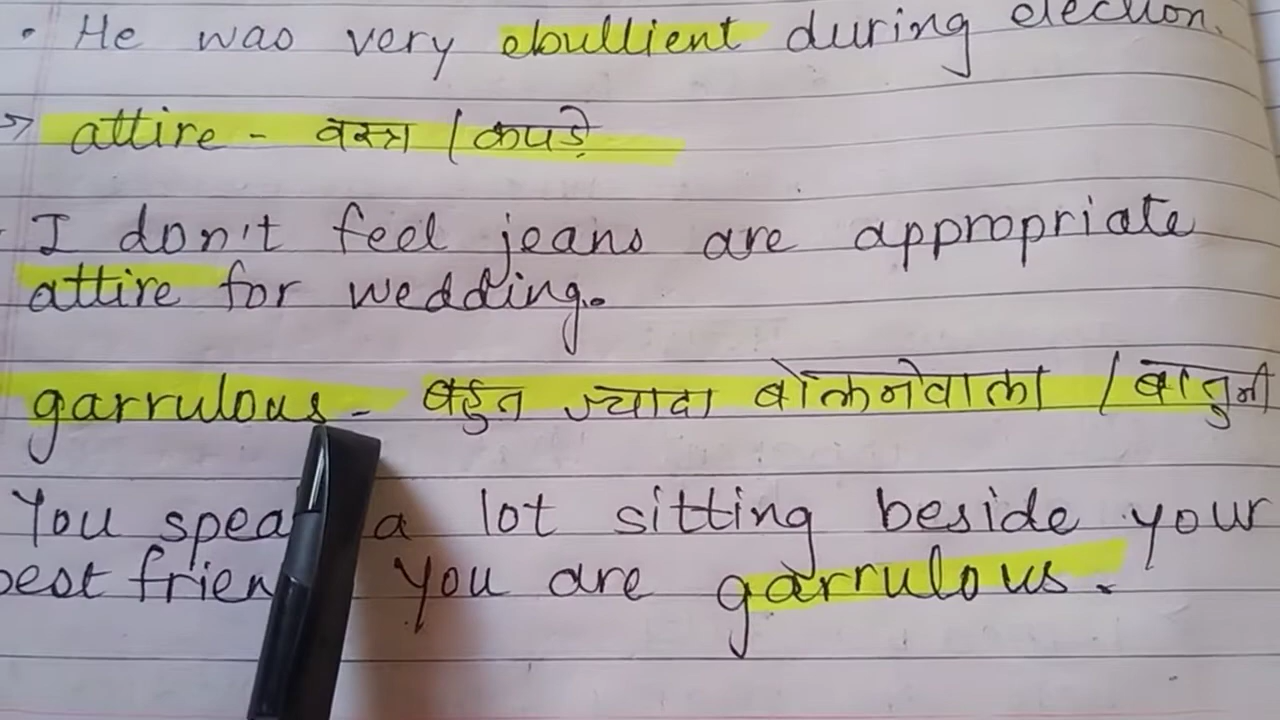 • He was very ebullient during election.
→ attire - वस्त्र / कपड़े
I don't feel jeans are appropriate
attire for wedding.
garrulous - बहुत ज्यादा बोलनेवाला / बातुनी
You spea a lot sitting beside your
best frien You are garrulous.